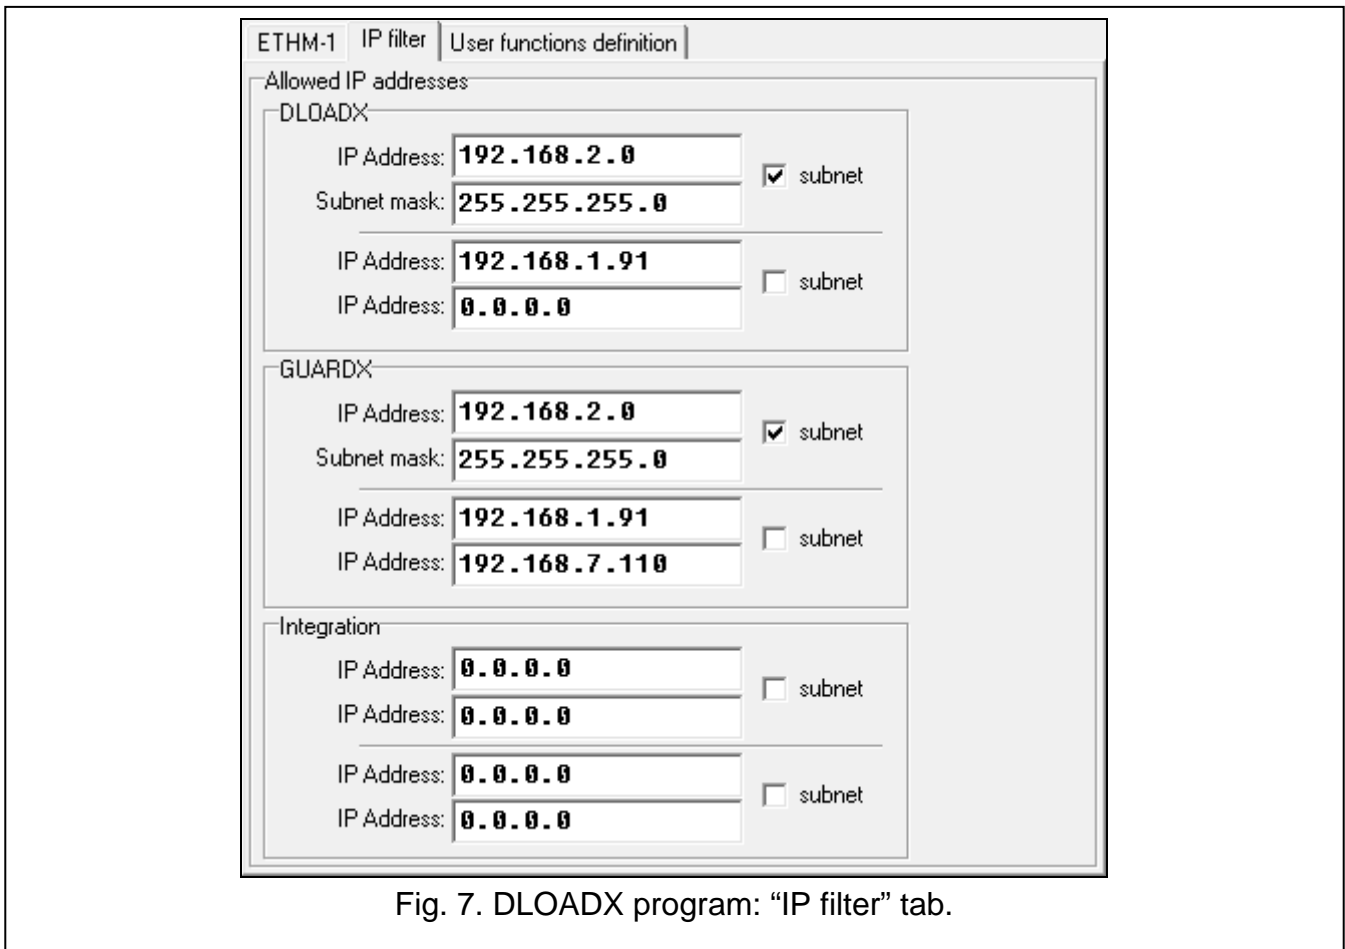 ETHM-1 IP filter User functions definition
Allowed IP addresses
DLOADX
IP Address: 192.168.2.0
subnet
Subnet mask: 255.255.255.0
IP Address: 192.168.1.91
subnet
IP Address: 0.0.0.0
GUARDX
IP Address: 192.168.2.0
subnet
Subnet mask: 255.255.255.0
IP Address: 192.168.1.91
subnet
IP Address: 192.168.7.110
Integration
IP Address: 0.0.0.0
subnet
IP Address: 0.0.0.0
IP Address: 0.0.0.0
subnet
IP Address: 0.0.0.0
Fig. 7. DLOADX program: “IP filter” tab.